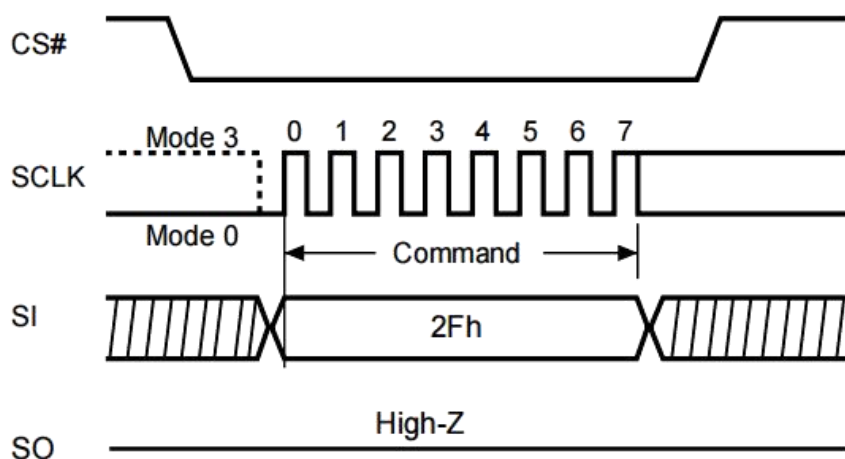 CS#
Mode 3
0 1 2 3 4 5 6 7
SCLK
Mode 0
Command
SI
2Fh
High-Z
SO